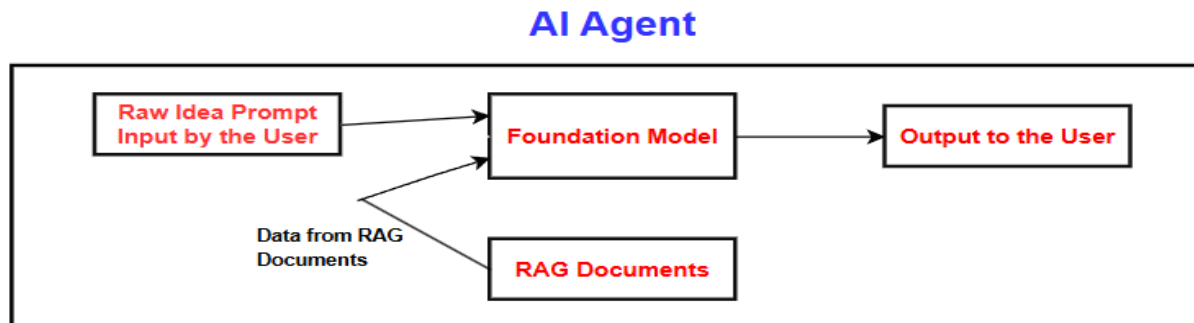 AI Agent
Raw Idea Prompt
Input by the User
Foundation Model
Output to the User
Data from RAG
Documents
RAG Documents